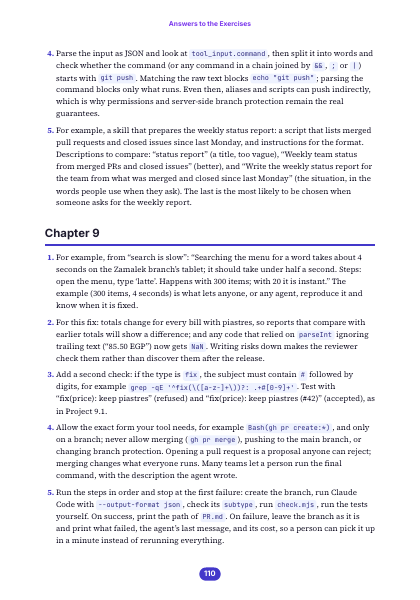 Answers to the Exercises
4. Parse the input as JSON and look at tool_input.command, then split it into words and
check whether the command (or any command in a chain joined by &&, ; or |)
starts with git push. Matching the raw text blocks echo "git push"; parsing the
command blocks only what runs. Even then, aliases and scripts can push indirectly,
which is why permissions and server-side branch protection remain the real
guarantees.
5. For example, a skill that prepares the weekly status report: a script that lists merged
pull requests and closed issues since last Monday, and instructions for the format.
Descriptions to compare: “status report” (a title, too vague), “Weekly team status
from merged PRs and closed issues” (better), and “Write the weekly status report for
the team from what was merged and closed since last Monday” (the situation, in the
words people use when they ask). The last is the most likely to be chosen when
someone asks for the weekly report.
Chapter 9
1. For example, from “search is slow”: “Searching the menu for a word takes about 4
seconds on the Zamalek branch’s tablet; it should take under half a second. Steps:
open the menu, type ‘latte’. Happens with 300 items; with 20 it is instant.” The
example (300 items, 4 seconds) is what lets anyone, or any agent, reproduce it and
know when it is fixed.
2. For this fix: totals change for every bill with piastres, so reports that compare with
earlier totals will show a difference; and any code that relied on parseInt ignoring
trailing text (“85.50 EGP”) now gets NaN. Writing risks down makes the reviewer
check them rather than discover them after the release.
3. Add a second check: if the type is fix, the subject must contain # followed by
digits, for example grep -qE '^fix(\([a-z-]+\))?: .+#[0-9]+'. Test with
“fix(price): keep piastres” (refused) and “fix(price): keep piastres (#42)” (accepted), as
in Project 9.1.
4. Allow the exact form your tool needs, for example Bash(gh pr create:*), and only
on a branch; never allow merging (gh pr merge), pushing to the main branch, or
changing branch protection. Opening a pull request is a proposal anyone can reject;
merging changes what everyone runs. Many teams let a person run the final
command, with the description the agent wrote.
5. Run the steps in order and stop at the first failure: create the branch, run Claude
Code with --output-format json, check its subtype, run check.mjs, run the tests
yourself. On success, print the path of PR.md. On failure, leave the branch as it is
and print what failed, the agent’s last message, and its cost, so a person can pick it up
in a minute instead of rerunning everything.
110